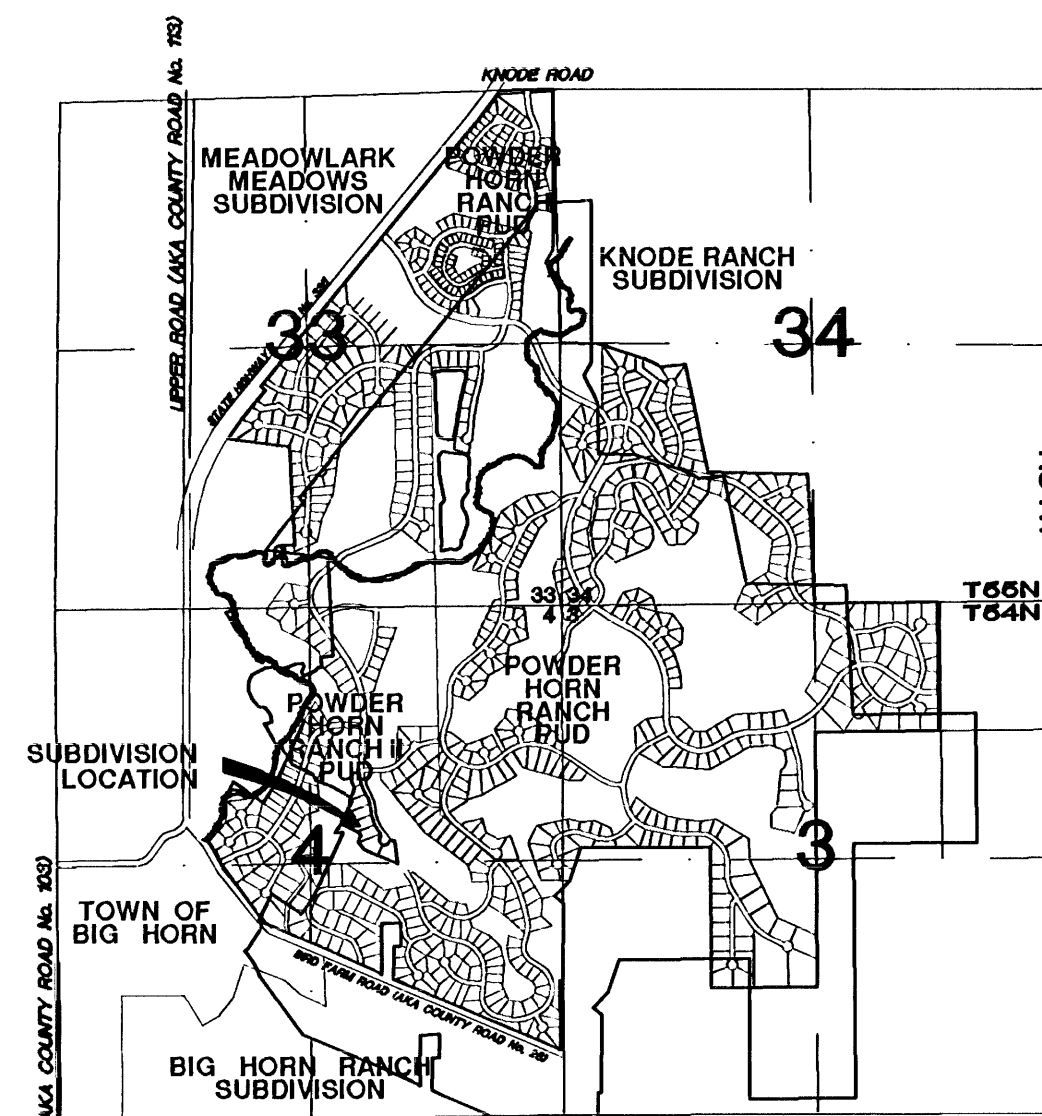 KNODE ROAD
UPPER ROAD (AKA COUNTY ROAD No. 113)
MEADOWLARK
MEADOWS
SUBDIVISION
POWDER
HORN
RANCH
PUD
KNODE RANCH
SUBDIVISION
33
34
STATE HIGHWAY
33 34
4 3
T55N
T54N
POWDER
HORN
RANCH
PUD
POWDER
HORN
RANCH II
PUD
SUBDIVISION
LOCATION
4
3
TOWN OF
BIG HORN
BIRD FARM ROAD (AKA COUNTY ROAD No. 28)
AKA COUNTY ROAD No. 103)
BIG HORN RANCH
SUBDIVISION